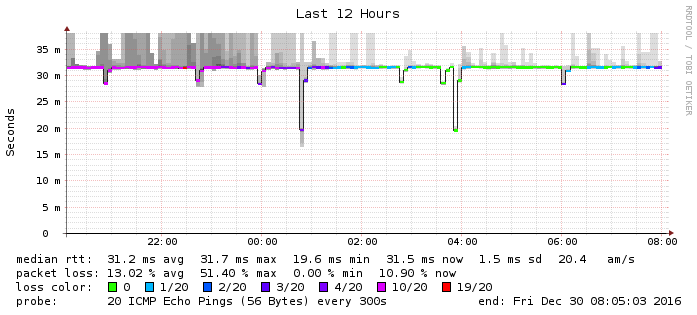 Last 12 Hours
RRDTOOL / TOBI OETIKER
Seconds
35 m
30 m
25 m
20 m
15 m
10 m
5 m
0
22:00 00:00 02:00 04:00 06:00 08:00
median rtt: 31.2 ms avg 31.7 ms max 19.6 ms min 31.5 ms now 1.5 ms sd 20.4 am/s
packet loss: 13.02 % avg 51.40 % max 0.00 % min 10.90 % now
loss color: 0 1/20 2/20 3/20 4/20 10/20 19/20
probe: 20 ICMP Echo Pings (56 Bytes) every 300s end: Fri Dec 30 08:05:03 2016